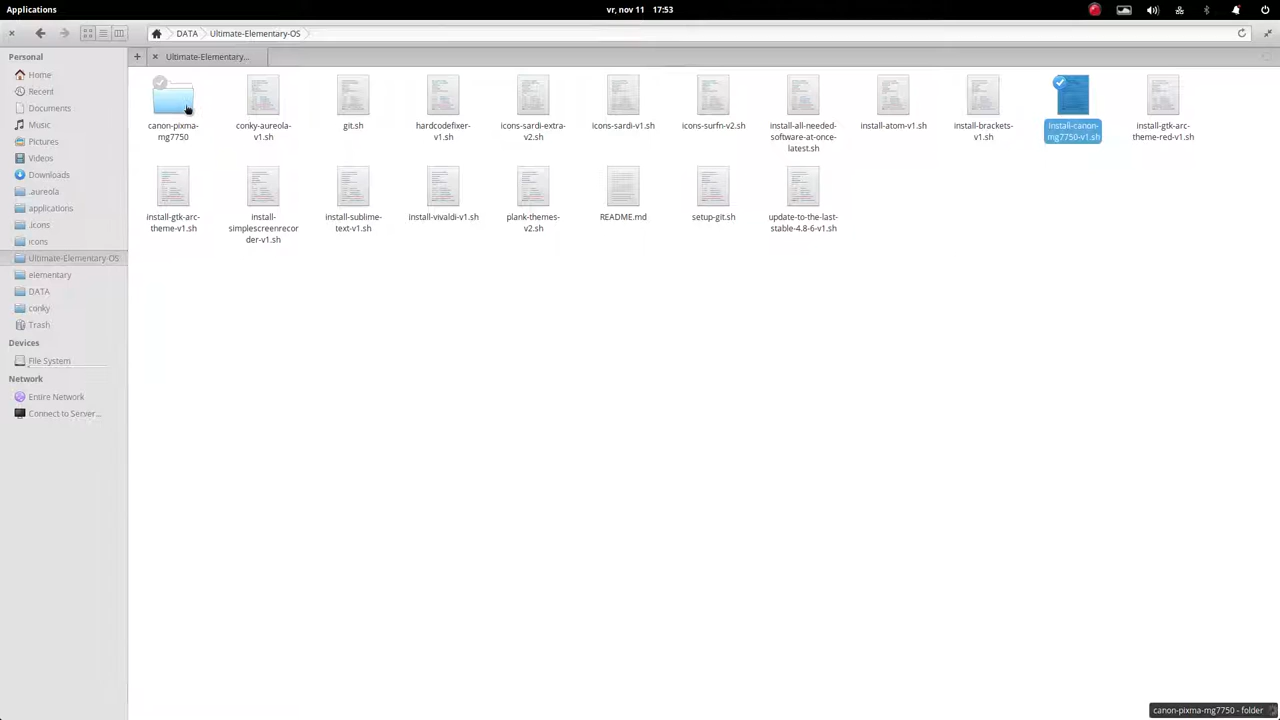 Applications
vr, nov 11 17:53
DATA
Ultimate-Elementary-OS
Ultimate-Elementary...
Personal
Home
Recent
Documents
Music
Pictures
Videos
Downloads
.aureola
applications
.icons
icons
Ultimate-Elementary-OS
elementary
DATA
conky
Trash
Devices
File System
Network
Entire Network
Connect to Server...
canon-pixma-
mg7750
conky-aureola-
v1.sh
git.sh
hardcodefixer-
v1.sh
icons-sardi-extra-
v2.sh
icons-sardi-v1.sh
icons-surfn-v2.sh
install-all-needed-
software-at-once-
latest.sh
install-atom-v1.sh
install-brackets-
v1.sh
install-canon-
mg7750-v1.sh
install-gtk-arc-
theme-red-v1.sh
install-gtk-arc-
theme-v1.sh
install-
simplescreenrecor
der-v1.sh
install-sublime-
text-v1.sh
install-vivaldi-v1.sh
plank-themes-
v2.sh
README.md
setup-git.sh
update-to-the-last-
stable-4.8-6-v1.sh
canon-pixma-mg7750 - folder